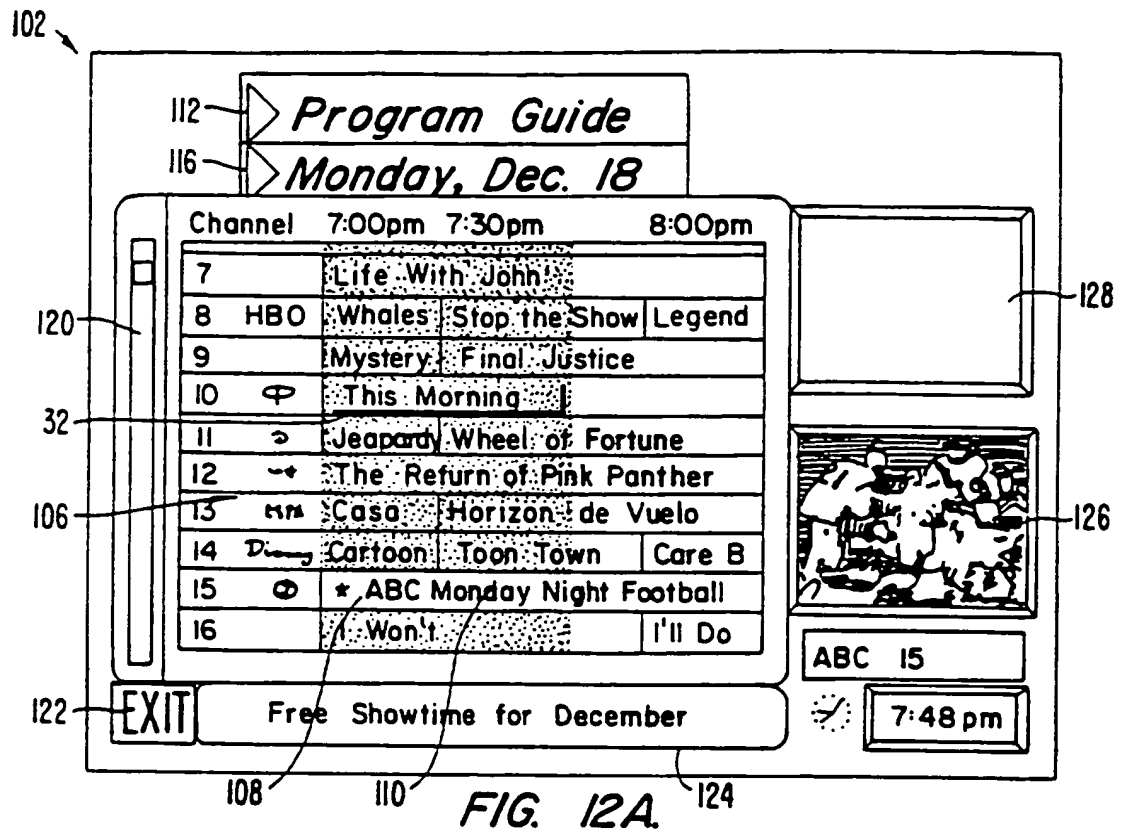 102
112 Program Guide
116 Monday, Dec. 18
Channel 7:00pm 7:30pm 8:00pm
7 Life With John
8 HBO Whales Stop the Show Legend 128
120
9 Mystery Final Justice
10 This Morning
32
11 Jeapardy Wheel of Fortune
12 The Return of Pink Panther
106 126
13 Casa Horizon de Vuelo
14 Disney Cartoon Toon Town Care B
15 * ABC Monday Night Football
16 I Won't I'll Do
ABC 15
122 EXIT Free Showtime for December 7:48 pm
108 110 124
FIG. 12A.